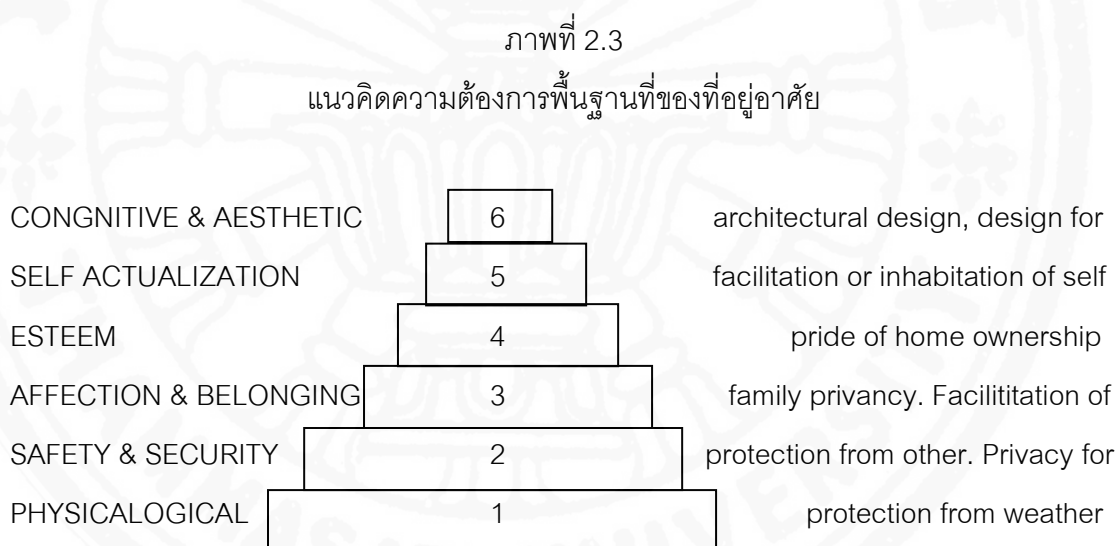 ภาพที่ 2.3
แนวคิดความต้องการพื้นฐานที่ของที่อยู่อาศัย
CONGNITIVE & AESTHETIC 6 architectural design, design for
SELF ACTUALIZATION 5 facilitation or inhabitation of self
ESTEEM 4 pride of home ownership
AFFECTION & BELONGING 3 family privancy. Facilititation of
SAFETY & SECURITY 2 protection from other. Privacy for
PHYSICALOGICAL 1 protection from weather